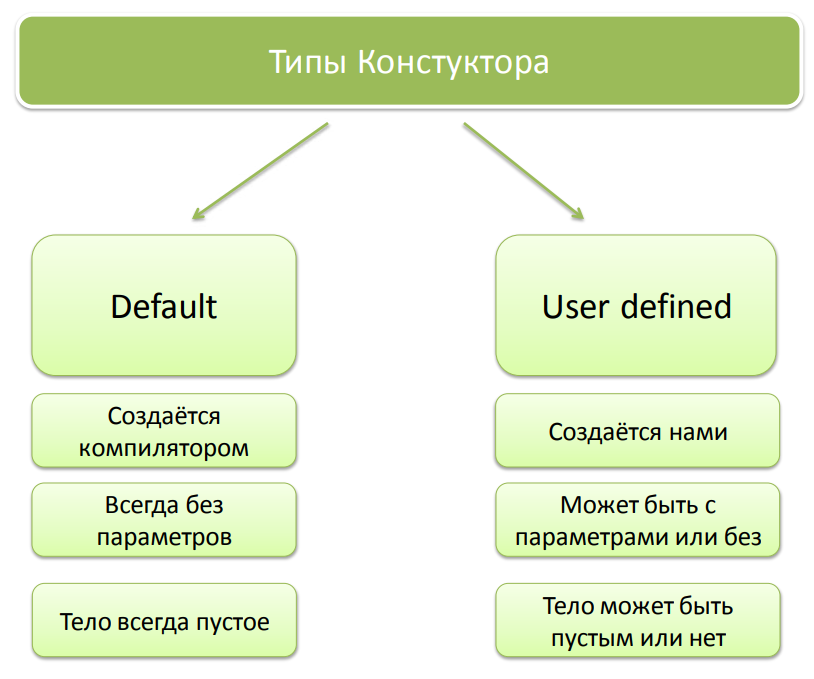 Типы Констуктора
Default
User defined
Создаётся
компилятором
Создаётся нами
Всегда без
параметров
Может быть с
параметрами или без
Тело всегда пустое
Тело может быть
пустым или нет